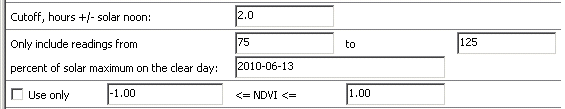 Cutoff, hours +/- solar noon: 2.0
Only include readings from 75 to 125
percent of solar maximum on the clear day: 2010-06-13
Use only -1.00 <= NDVI <= 1.00